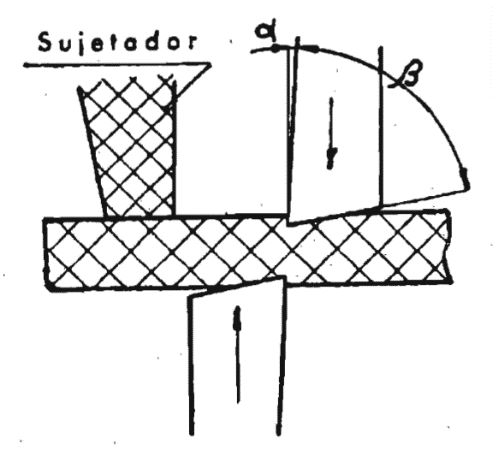 Sujetador
α
β